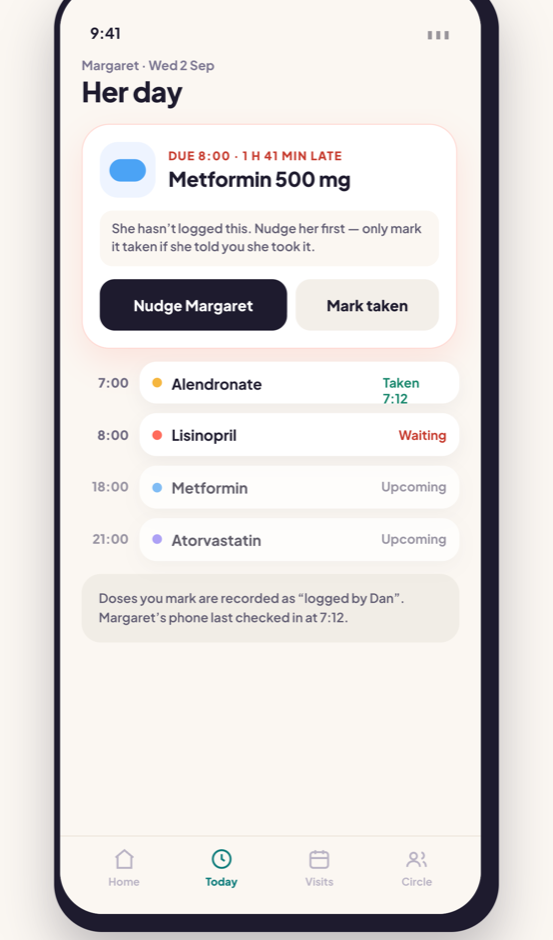 9:41
Margaret · Wed 2 Sep
Her day
DUE 8:00 · 1 H 41 MIN LATE
Metformin 500 mg
She hasn’t logged this. Nudge her first — only mark
it taken if she told you she took it.
Nudge Margaret
Mark taken
7:00
Alendronate
Taken
7:12
8:00
Lisinopril
Waiting
18:00
Metformin
Upcoming
21:00
Atorvastatin
Upcoming
Doses you mark are recorded as “logged by Dan”.
Margaret’s phone last checked in at 7:12.
Home
Today
Visits
Circle